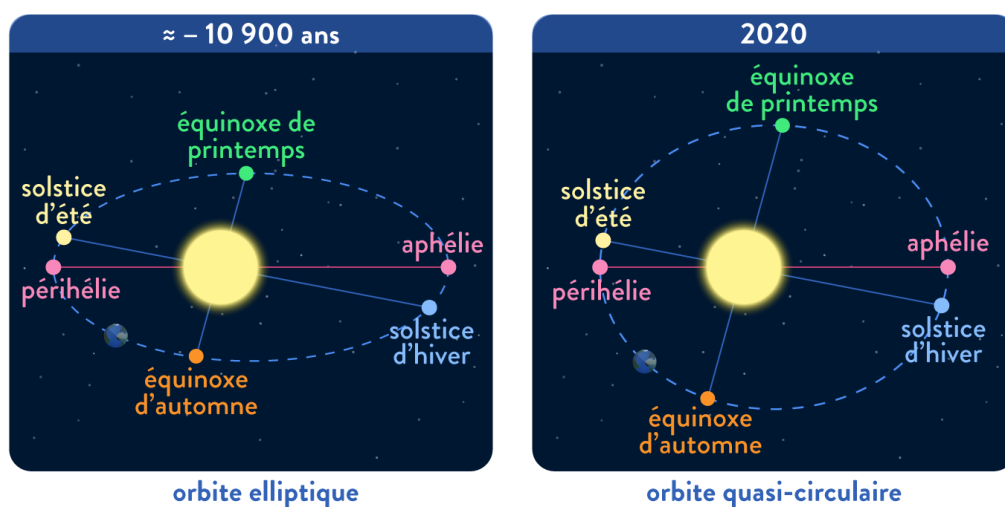 ≈ – 10 900 ans
équinoxe de
printemps
solstice
d'été
aphélie
périhélie
solstice
d'hiver
équinoxe
d'automne
orbite elliptique
2020
équinoxe
de printemps
solstice
d'été
aphélie
périhélie
solstice
d'hiver
équinoxe
d'automne
orbite quasi-circulaire